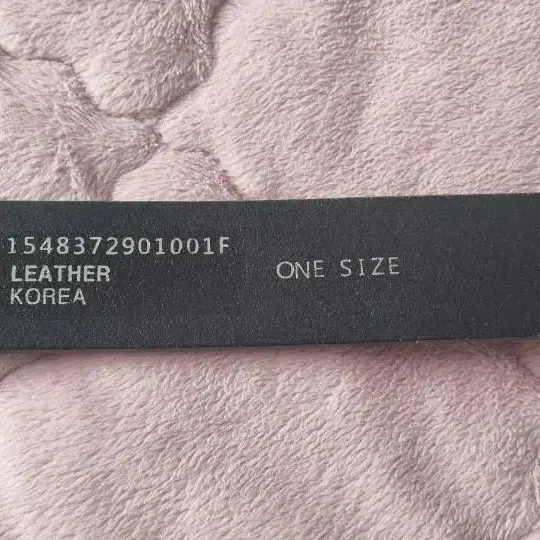 1548372901001F
LEATHER
KOREA
ONE SIZE